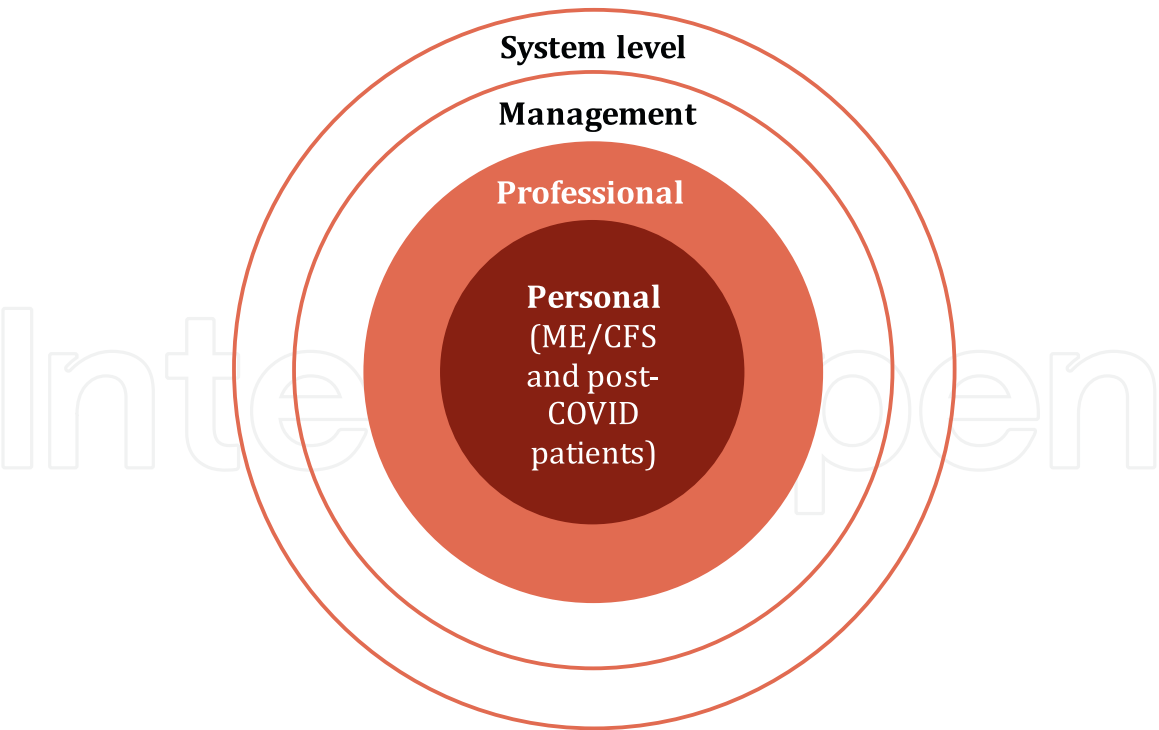 System level
Management
Professional
Personal
(ME/CFS
and post-
COVID
patients)